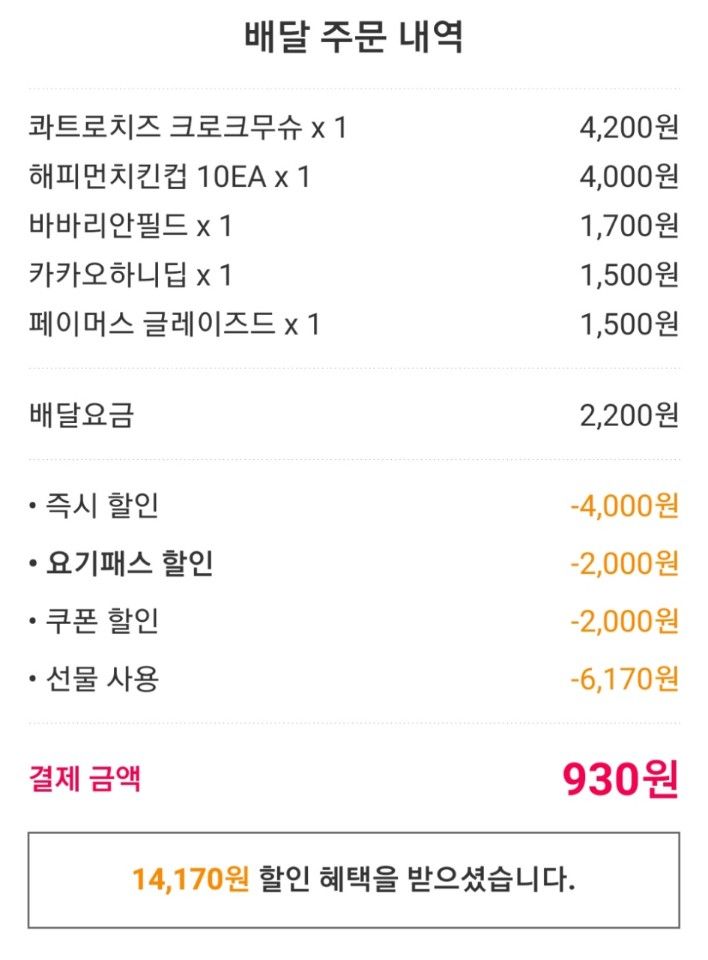 배달 주문 내역
콰트로치즈 크로크무슈 x 1 4,200원
해피먼치킨컵 10EA x 1 4,000원
바바리안필드 x 1 1,700원
카카오하니딥 x 1 1,500원
페이머스 글레이즈드 x 1 1,500원
배달요금 2,200원
• 즉시 할인 -4,000원
• 요기패스 할인 -2,000원
• 쿠폰 할인 -2,000원
• 선물 사용 -6,170원
결제 금액 930원
14,170원 할인 혜택을 받으셨습니다.